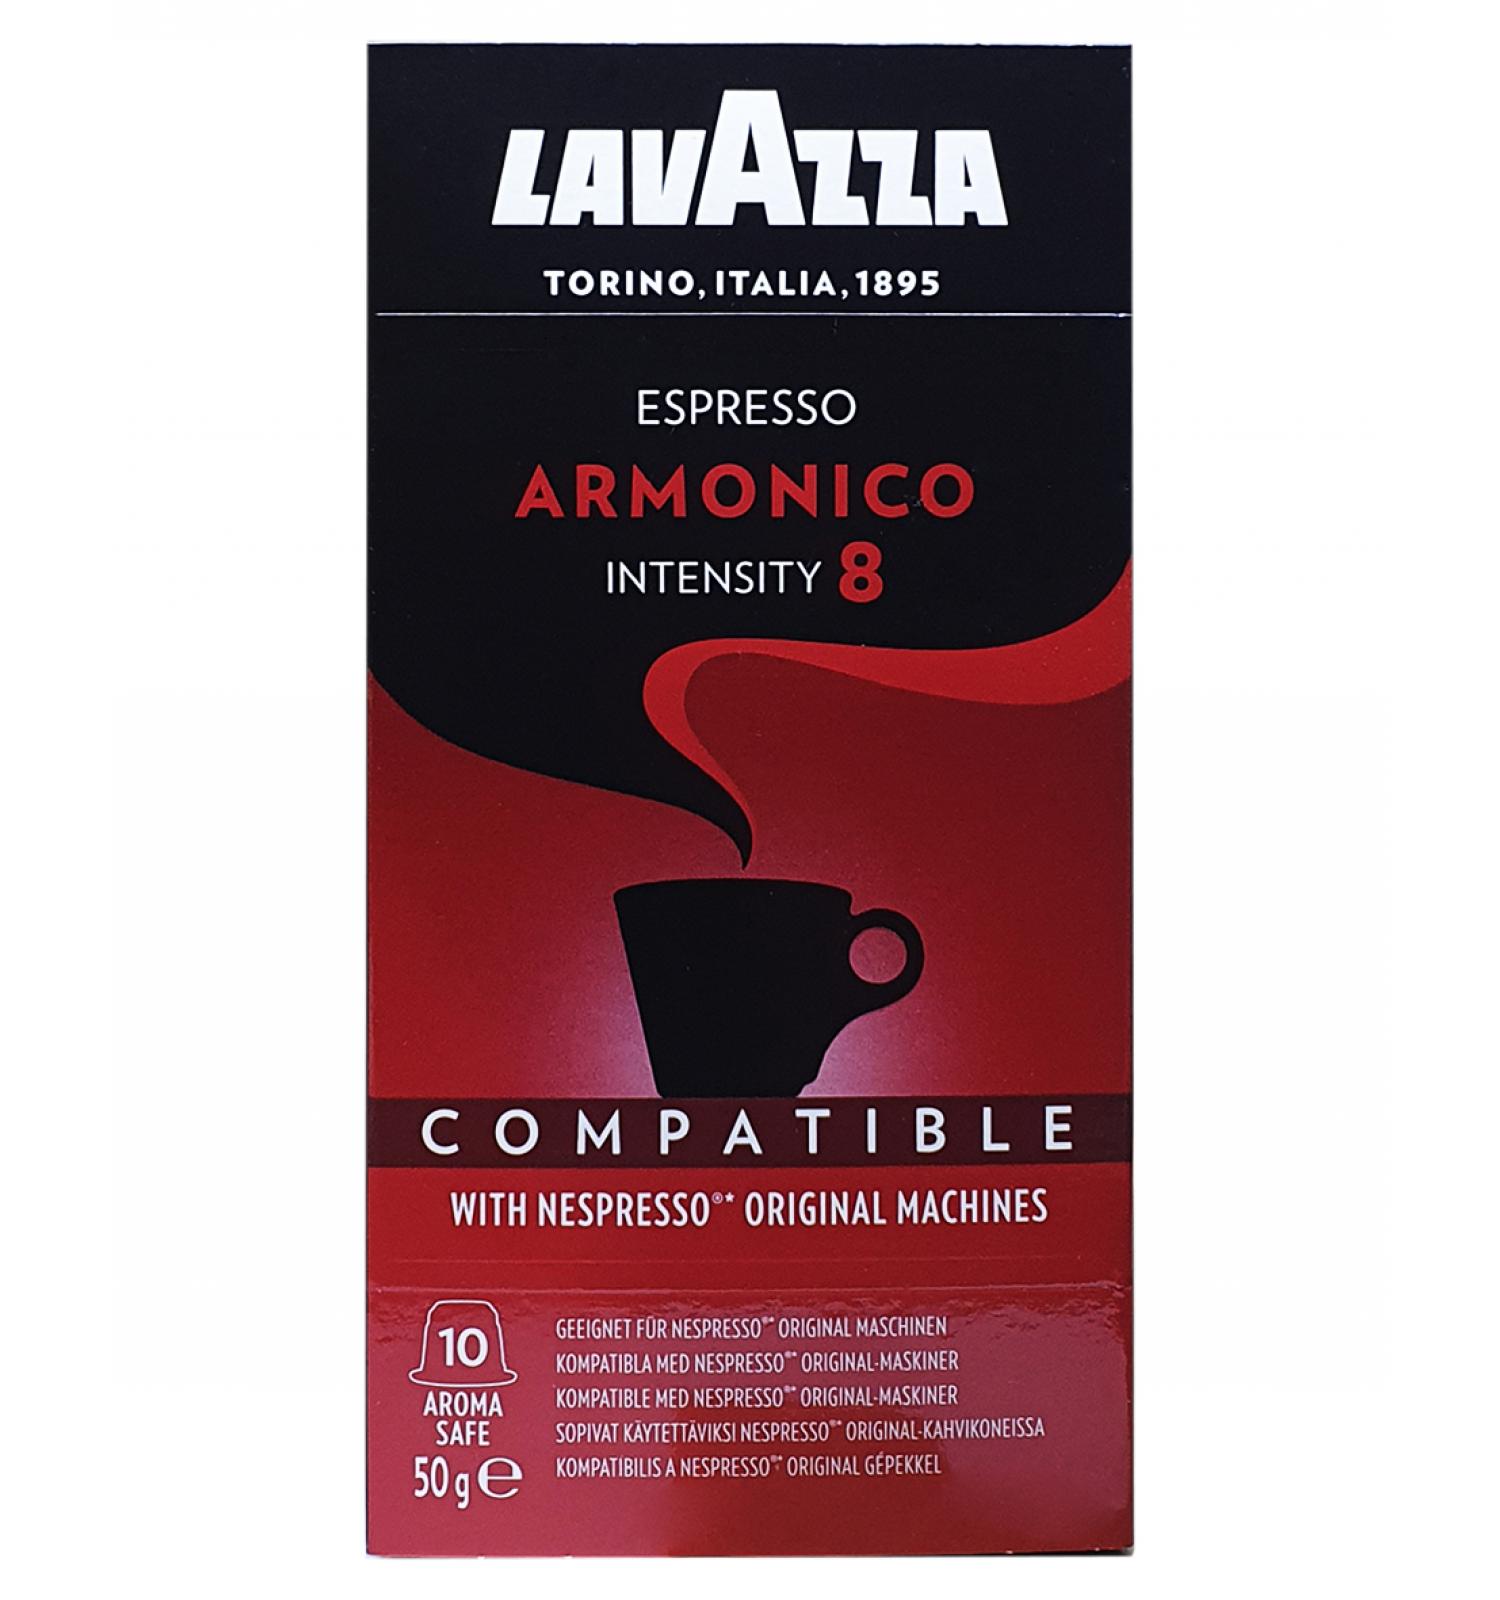 LAVAZZA
TORINO, ITALIA, 1895
ESPRESSO
ARMONICO
INTENSITY 8
COMPATIBLE
WITH NESPRESSO®* ORIGINAL MACHINES
10
AROMA
SAFE
50 g ℮
GEEIGNET FÜR NESPRESSO®* ORIGINAL MASCHINEN
KOMPATIBLA MED NESPRESSO®* ORIGINAL-MASKINER
KOMPATIBLE MED NESPRESSO®* ORIGINAL-MASKINER
SOPIVAT KÄYTETTÄVIKSI NESPRESSO®* ORIGINAL-KAHVIKONEISSA
KOMPATIBILIS A NESPRESSO®* ORIGINAL GÉPEKKEL